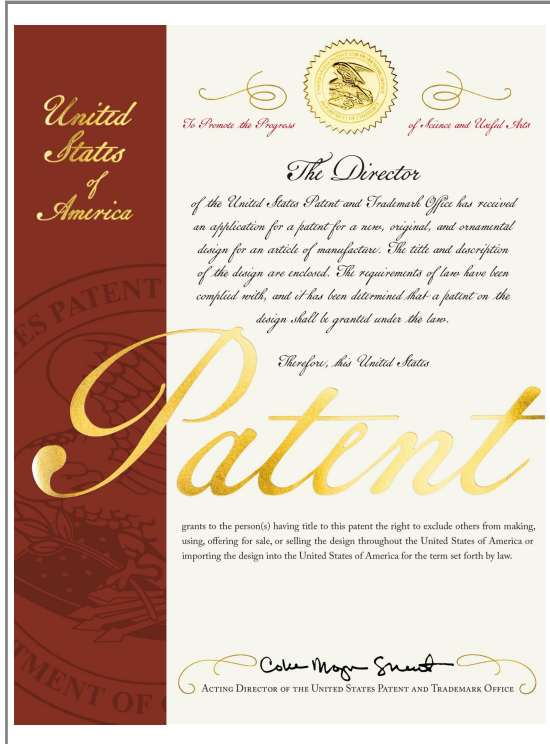 United
States
of
America
To Promote the Progress
of Science and Useful Arts
The Director
of the United States Patent and Trademark Office has received
an application for a patent for a new, original, and ornamental
design for an article of manufacture. The title and description
of the design are enclosed. The requirements of law have been
complied with, and it has been determined that a patent on the
design shall be granted under the law.
Therefore, this United States
ES PATENT
Patent
grants to the person(s) having title to this patent the right to exclude others from making,
using, offering for sale, or selling the design throughout the United States of America or
importing the design into the United States of America for the term set forth by law.
TMENT OF
ACTING DIRECTOR OF THE UNITED STATES PATENT AND TRADEMARK OFFICE